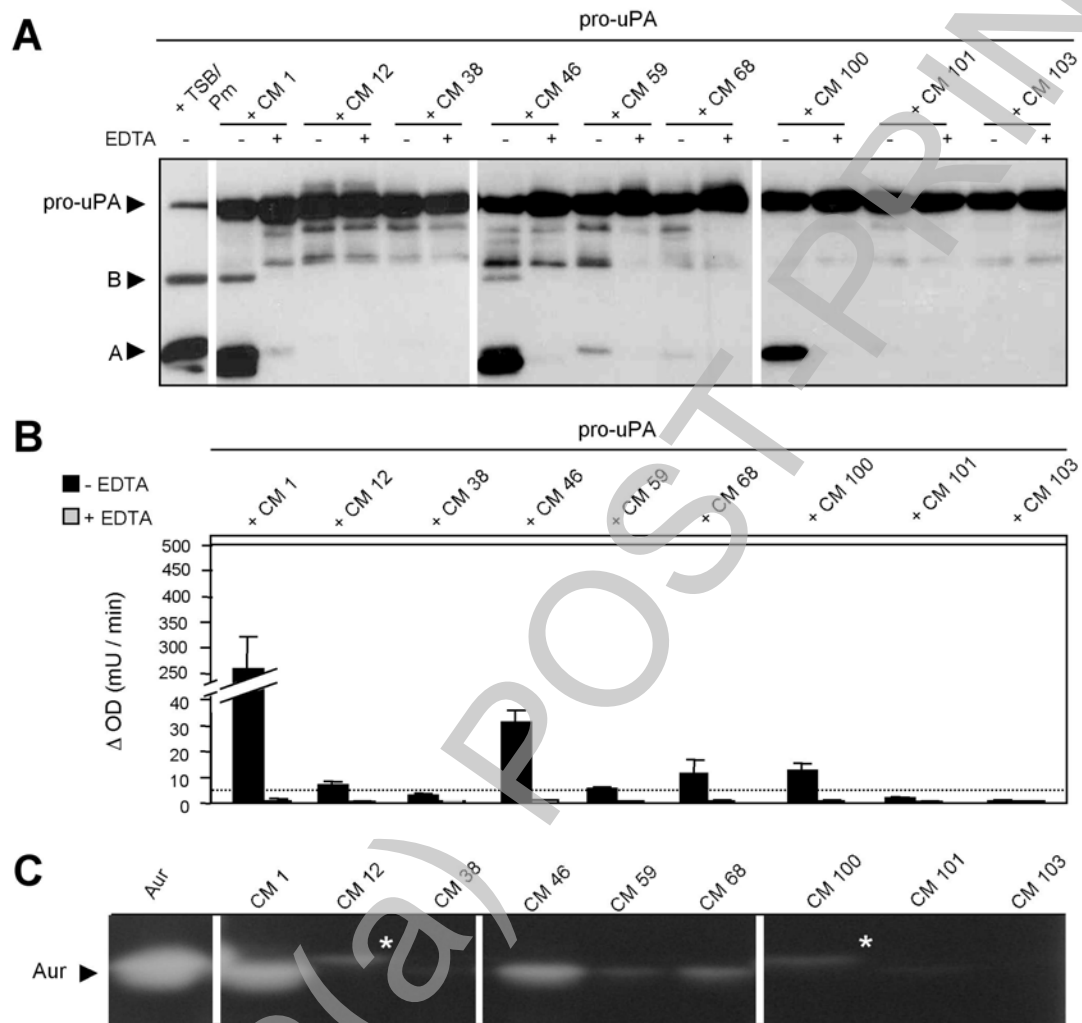 A
pro-uPA
+ TSB/ Pm + CM 1 + CM 12 + CM 38 + CM 46 + CM 59 + CM 68 + CM 100 + CM 101 + CM 103
EDTA - - + - + - + - + - + - + - + - + - +
pro-uPA
B
A
B
pro-uPA
- EDTA
+ EDTA
+ CM 1 + CM 12 + CM 38 + CM 46 + CM 59 + CM 68 + CM 100 + CM 101 + CM 103
Δ OD (mU / min)
500
450
400
350
300
250
40
30
20
10
0
C
Aur CM 1 CM 12 CM 38 CM 46 CM 59 CM 68 CM 100 CM 101 CM 103
* *
Aur
(a) POST-PRIN